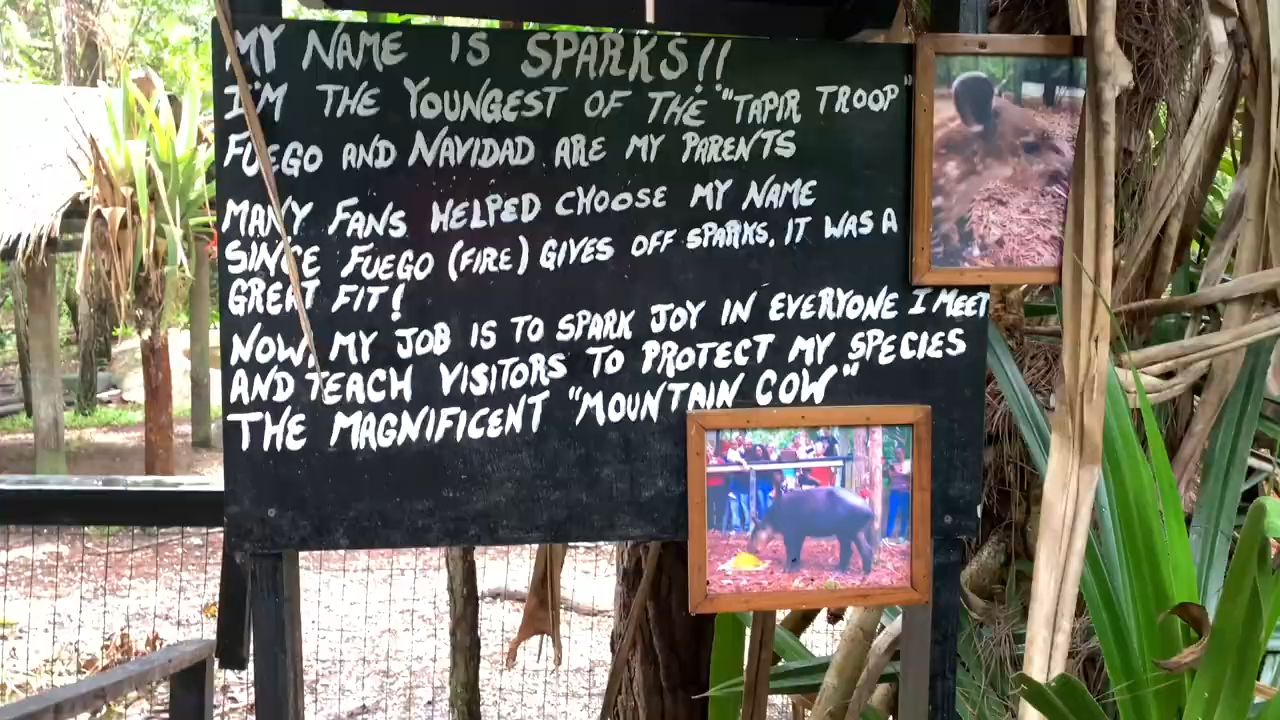 MY NAME IS SPARKS!!
I'M THE YOUNGEST OF THE "TAPIR TROOP"
FUEGO AND NAVIDAD ARE MY PARENTS
MANY FANS HELPED CHOOSE MY NAME
SINCE FUEGO (FIRE) GIVES OFF SPARKS. IT WAS A
GREAT FIT!
NOW, MY JOB IS TO SPARK JOY IN EVERYONE I MEET
AND TEACH VISITORS TO PROTECT MY SPECIES
THE MAGNIFICENT "MOUNTAIN COW"